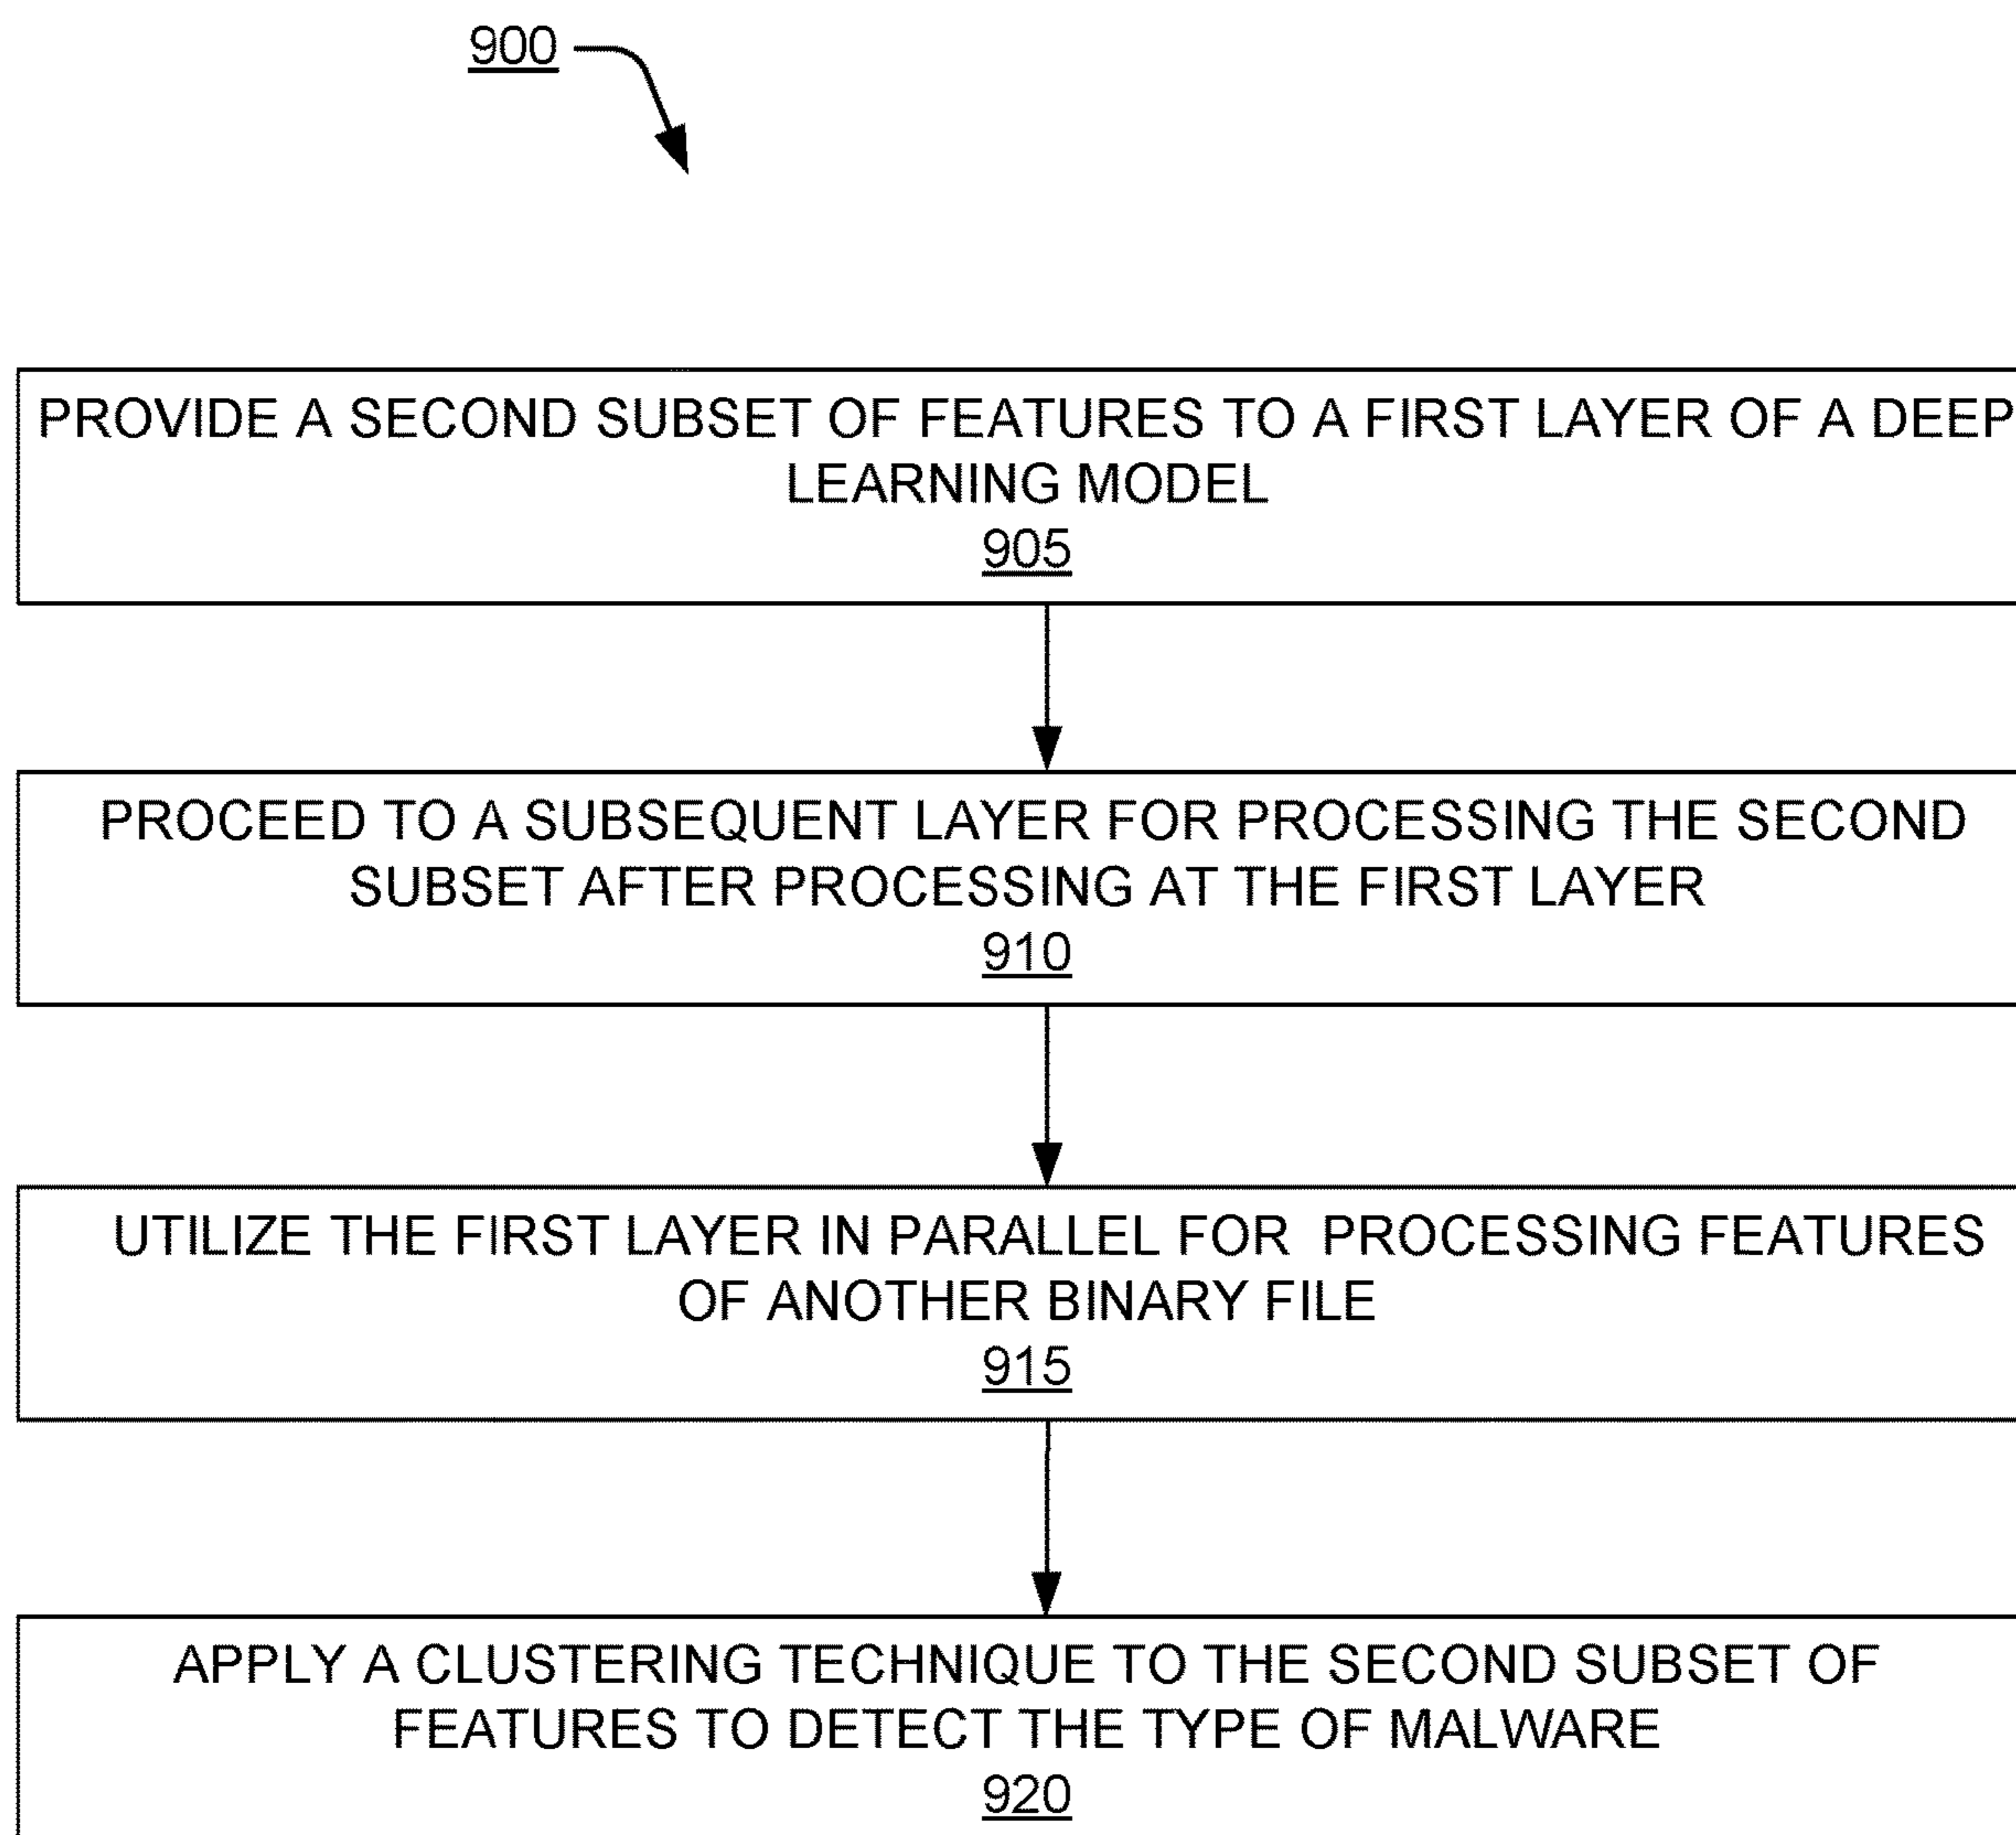 900
PROVIDE A SECOND SUBSET OF FEATURES TO A FIRST LAYER OF A DEEP
LEARNING MODEL
905
PROCEED TO A SUBSEQUENT LAYER FOR PROCESSING THE SECOND
SUBSET AFTER PROCESSING AT THE FIRST LAYER
910
UTILIZE THE FIRST LAYER IN PARALLEL FOR PROCESSING FEATURES
OF ANOTHER BINARY FILE
915
APPLY A CLUSTERING TECHNIQUE TO THE SECOND SUBSET OF
FEATURES TO DETECT THE TYPE OF MALWARE
920